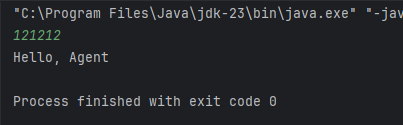 "C:\Program Files\Java\jdk-23\bin\java.exe" "-jav
121212
Hello, Agent
Process finished with exit code 0